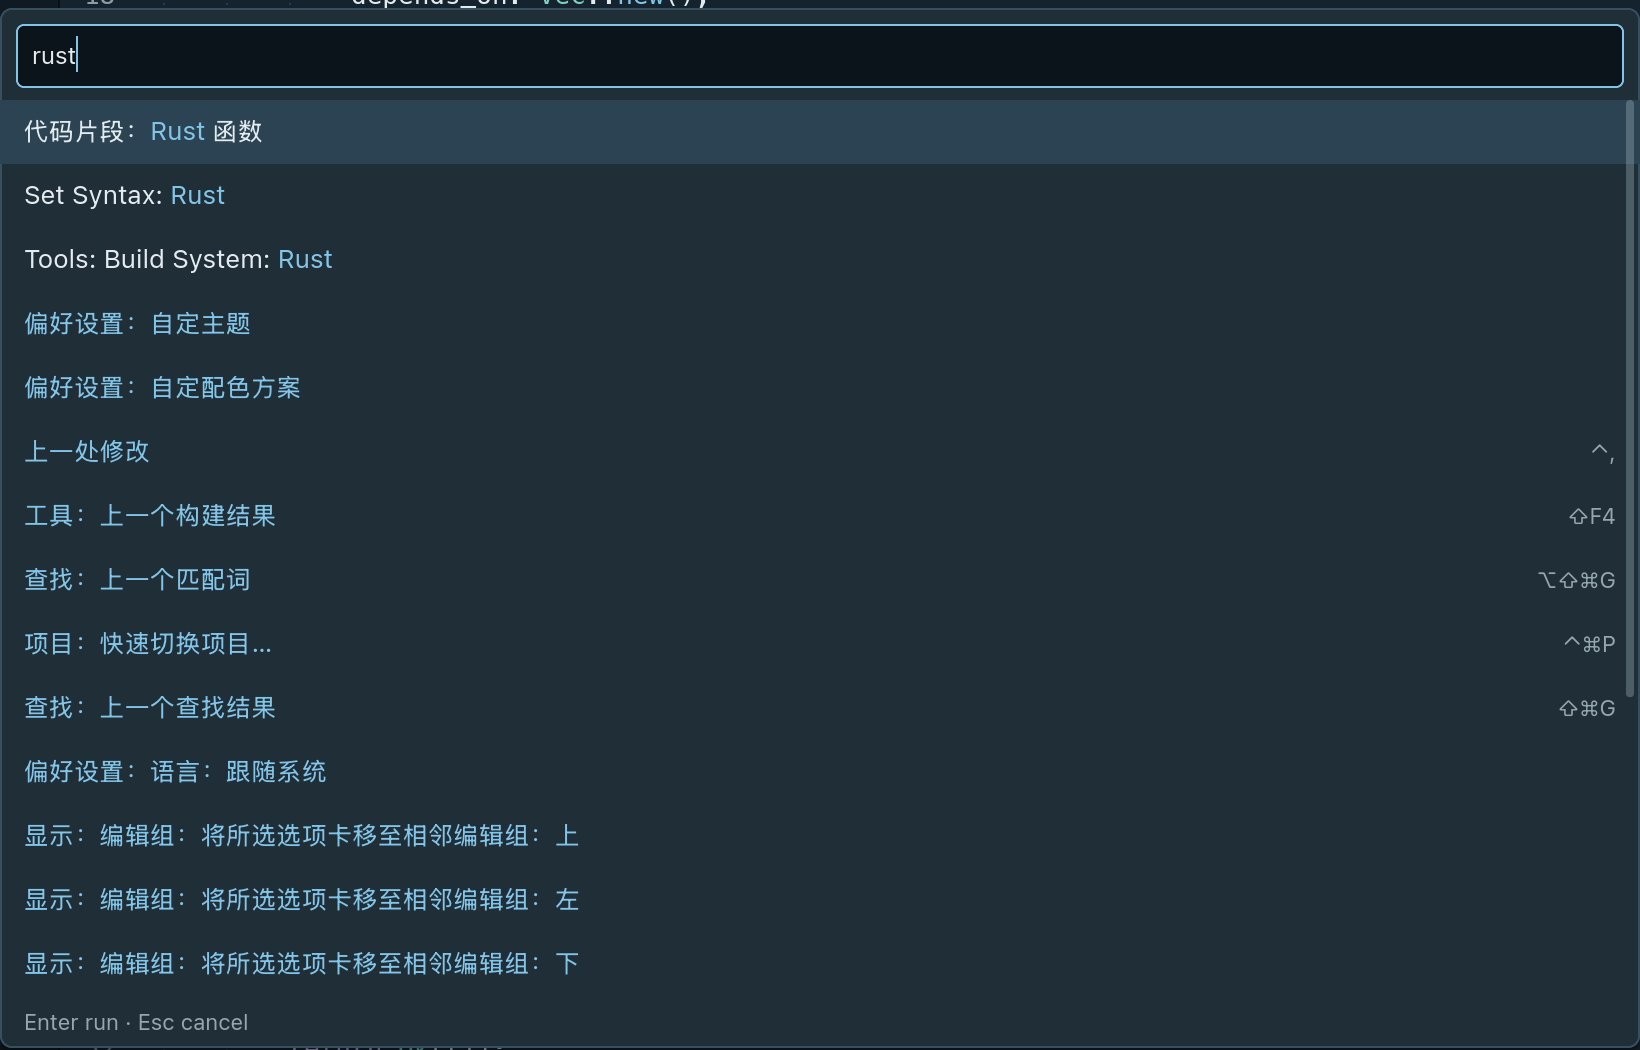 depends_on: Vec::new(),
rust
代码片段：Rust 函数
Set Syntax: Rust
Tools: Build System: Rust
偏好设置：自定主题
偏好设置：自定配色方案
上一处修改 ^,
工具：上一个构建结果 ⇧F4
查找：上一个匹配词 ⌥⇧⌘G
项目：快速切换项目... ^⌘P
查找：上一个查找结果 ⇧⌘G
偏好设置：语言：跟随系统
显示：编辑组：将所选选项卡移至相邻编辑组：上
显示：编辑组：将所选选项卡移至相邻编辑组：左
显示：编辑组：将所选选项卡移至相邻编辑组：下
Enter run · Esc cancel